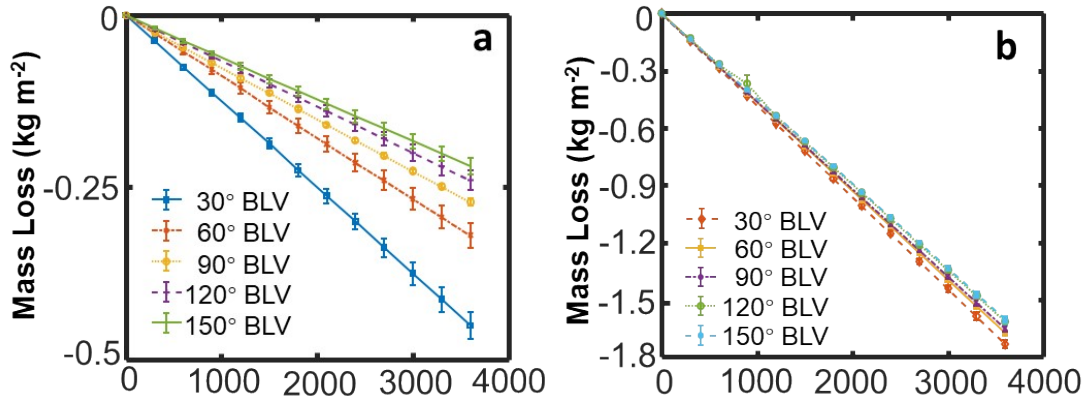 a
Mass Loss (kg m-2)
0
-0.25
-0.5
30° BLV
60° BLV
90° BLV
120° BLV
150° BLV
0 1000 2000 3000 4000
b
Mass Loss (kg m-2)
0
-0.3
-0.6
-0.9
-1.2
-1.5
-1.8
30° BLV
60° BLV
90° BLV
120° BLV
150° BLV
0 1000 2000 3000 4000